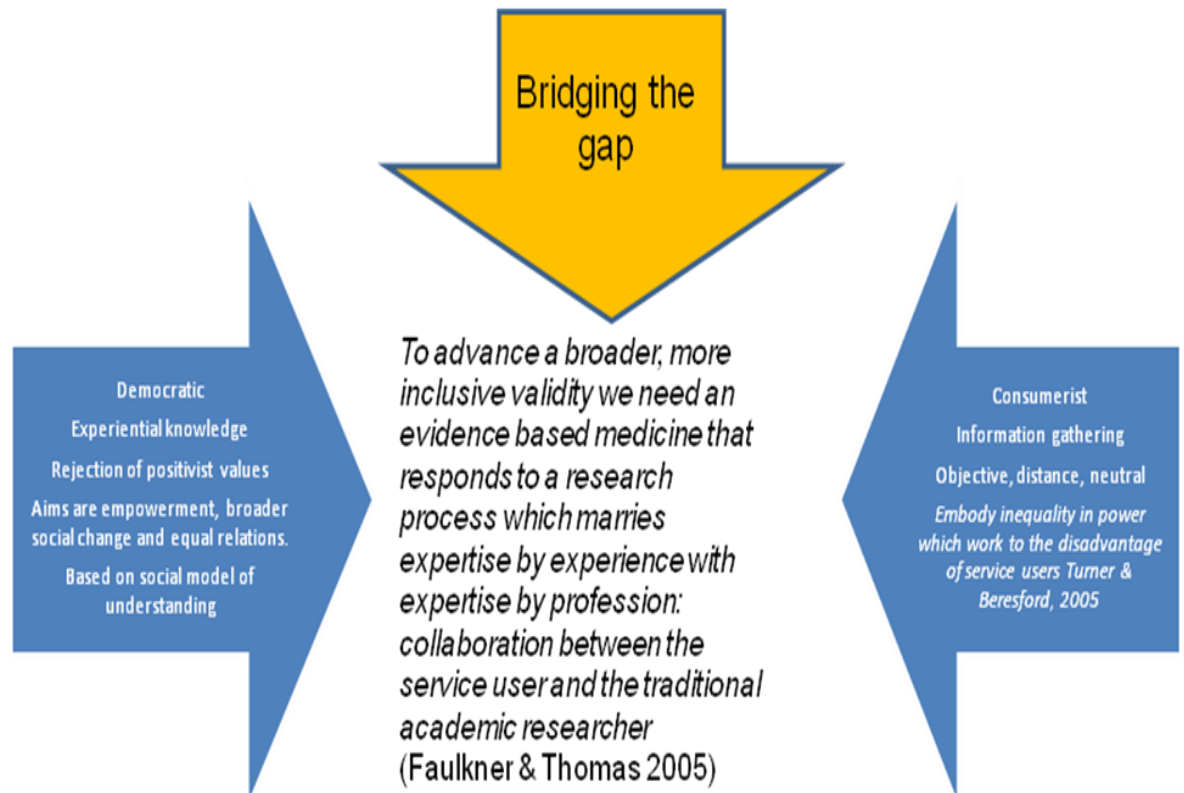 Bridging the
gap
Democratic
Experiential knowledge
Rejection of positivist values
Aims are empowerment, broader
social change and equal relations.
Based on social model of
understanding
To advance a broader, more
inclusive validity we need an
evidence based medicine that
responds to a research
process which marries
expertise by experience with
expertise by profession:
collaboration between the
service user and the traditional
academic researcher
(Faulkner & Thomas 2005)
Consumerist
Information gathering
Objective, distance, neutral
Embody inequality in power
which work to the disadvantage
of service users Turner &
Beresford, 2005